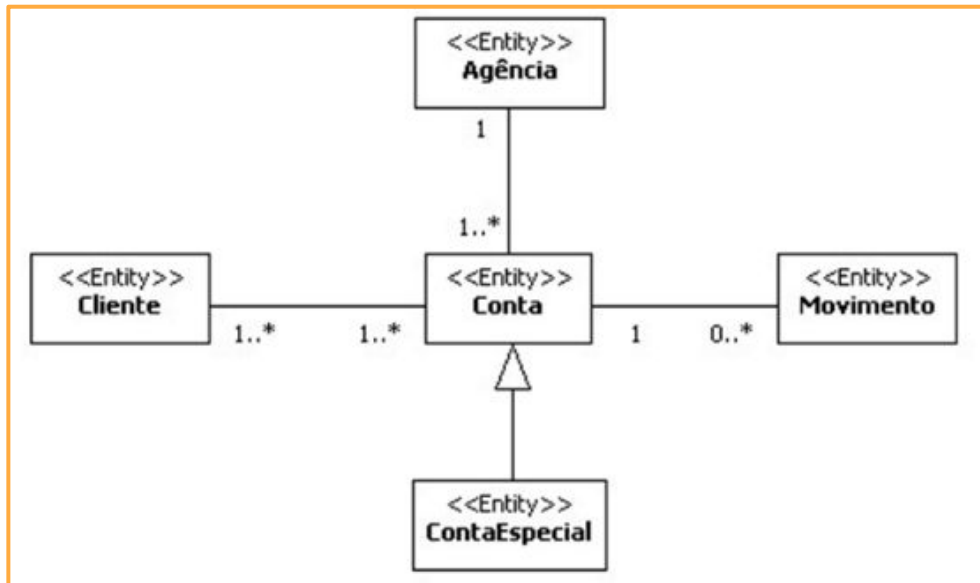 <<Entity>>
Agência
1
1..*
<<Entity>>
Cliente
1..*
1..*
<<Entity>>
Conta
1
0..*
<<Entity>>
Movimento
<<Entity>>
ContaEspecial